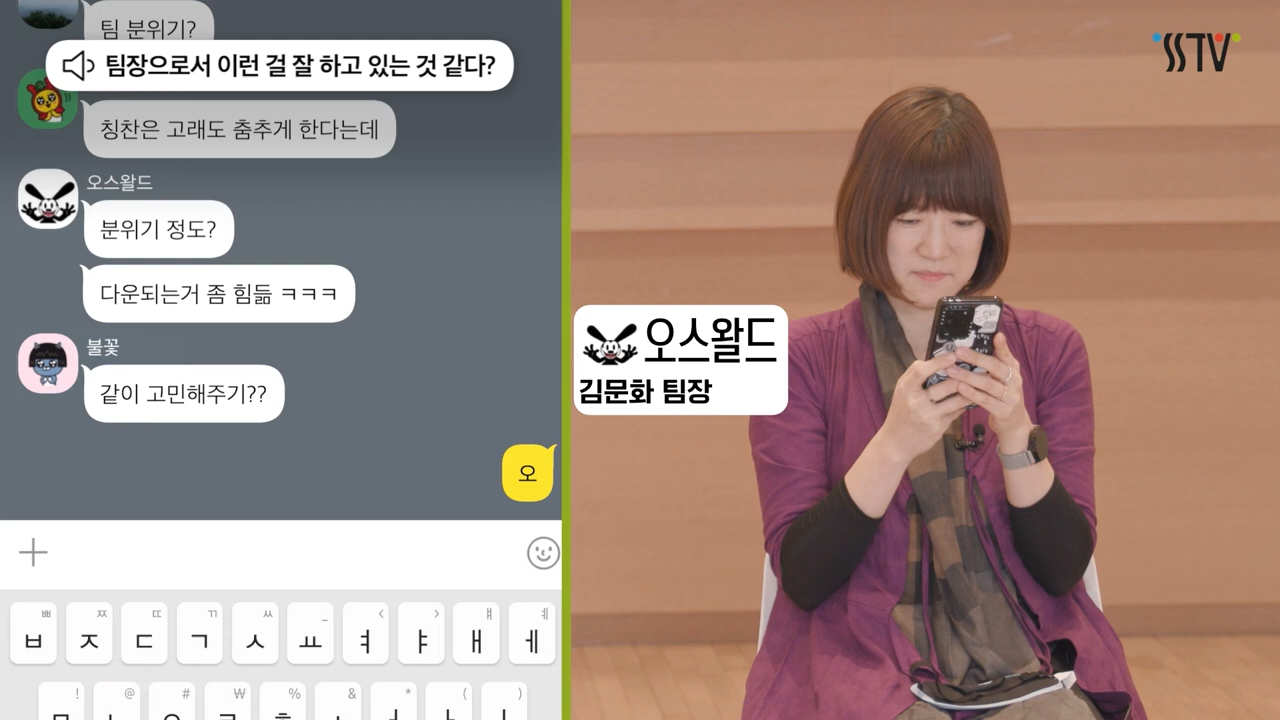 팀 분위기?
팀장으로서 이런 걸 잘 하고 있는 것 같다?
칭찬은 고래도 춤추게 한다는데
오스왈드
분위기 정도?
다운되는거 좀 힘듦 ㅋㅋㅋ
불꽃
같이 고민해주기??
오
ㅃ ㅉ ㄸ ㄲ ㅆ _ < > ㅒ ㅖ
ㅂ ㅈ ㄷ ㄱ ㅅ ㅛ ㅕ ㅑ ㅐ ㅔ
! @ # ₩ % & * ( )
SSTV
오스왈드
김문화 팀장